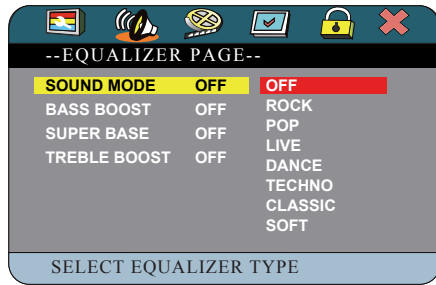 --EQUALIZER PAGE--
SOUND MODE OFF OFF
BASS BOOST OFF ROCK
SUPER BASE OFF POP
TREBLE BOOST OFF LIVE
DANCE
TECHNO
CLASSIC
SOFT
SELECT EQUALIZER TYPE